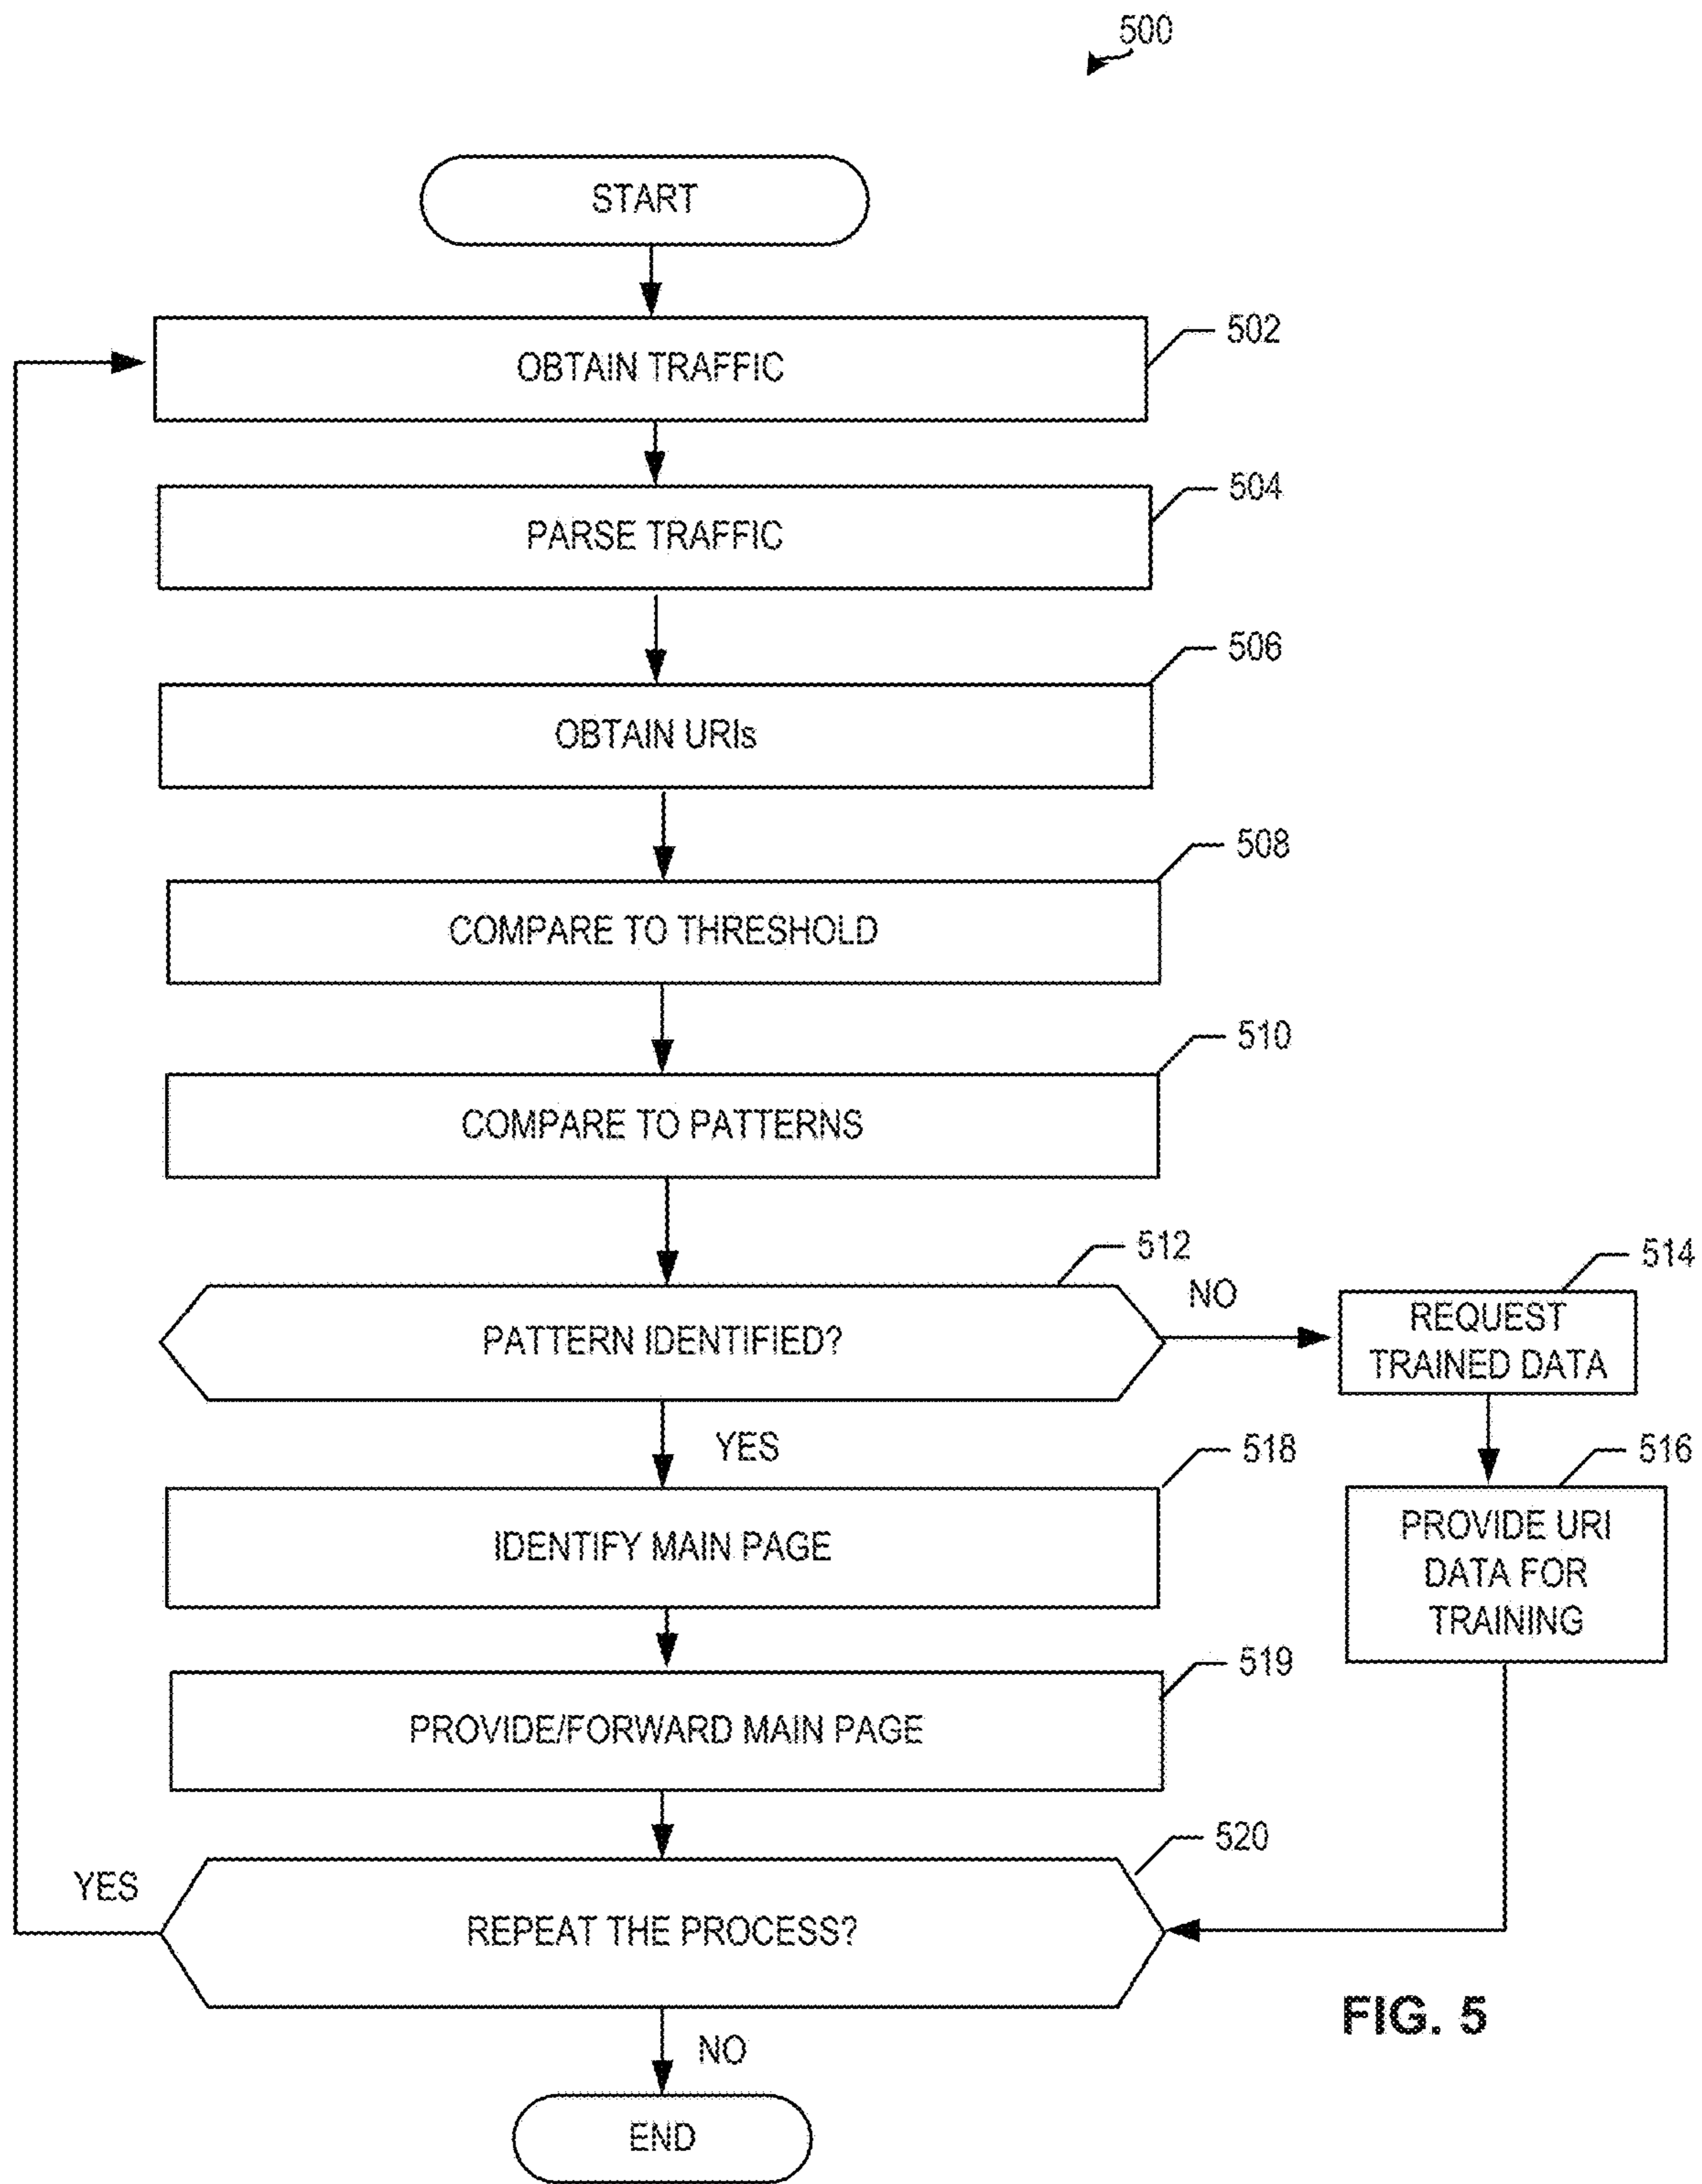 500
START
502
OBTAIN TRAFFIC
504
PARSE TRAFFIC
506
OBTAIN URIs
508
COMPARE TO THRESHOLD
510
COMPARE TO PATTERNS
512
514
NO
PATTERN IDENTIFIED?
REQUEST
TRAINED DATA
YES
518
516
IDENTIFY MAIN PAGE
PROVIDE URI
DATA FOR
TRAINING
519
PROVIDE/FORWARD MAIN PAGE
520
YES
REPEAT THE PROCESS?
FIG. 5
NO
END